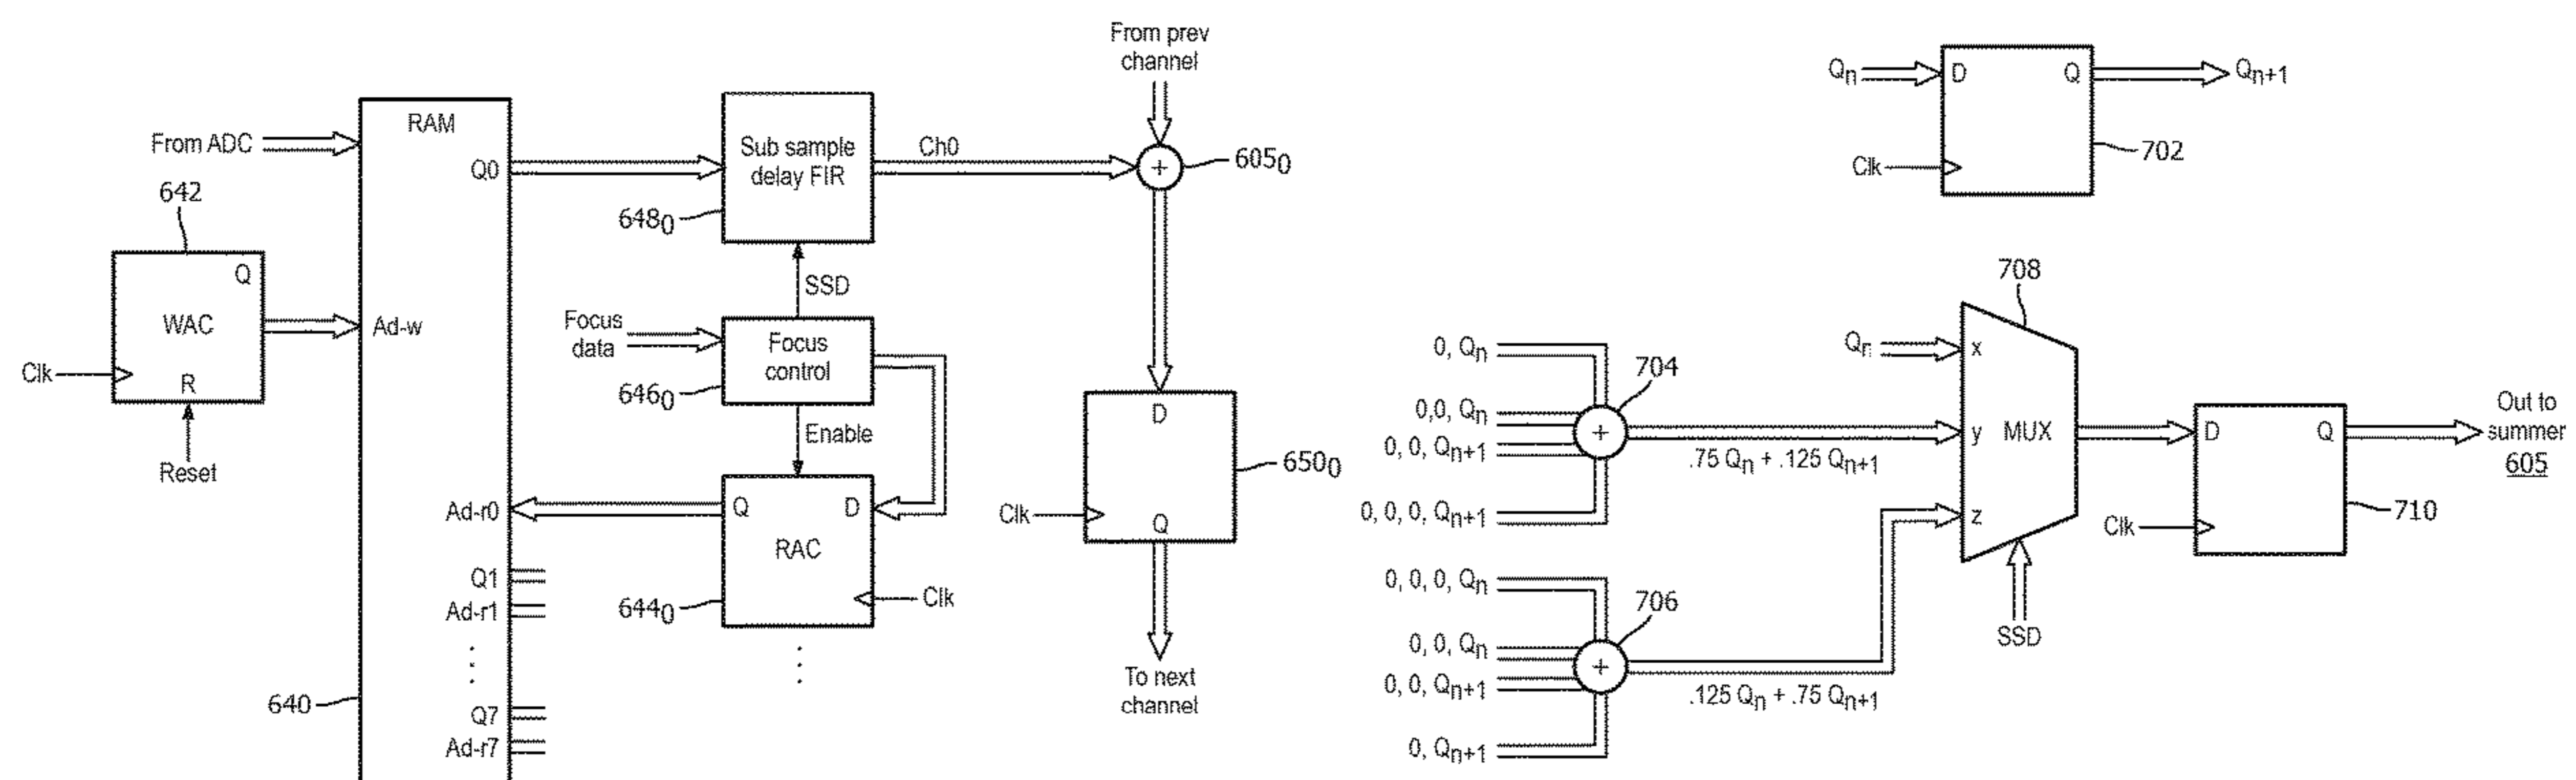 From prev
channel
RAM
From ADC
Q0
Sub sample
delay FIR
Ch0
+
605₀
648₀
642
Q
WAC
Clk
R
Reset
Ad-w
SSD
Focus
data
Focus
control
646₀
Enable
Ad-r0
Q
D
RAC
Clk
644₀
Q1
Ad-r1
Q7
Ad-r7
640
D
650₀
Clk
Q
To next
channel
Qₙ
D
Q
Qₙ₊₁
Clk
702
708
Qₙ
x
0, Qₙ
704
0,0, Qₙ
+
0, 0, Qₙ₊₁
.75 Qₙ + .125 Qₙ₊₁
y
MUX
0, 0, 0, Qₙ₊₁
z
0, 0, 0, Qₙ
706
0, 0, Qₙ
+
0, 0, Qₙ₊₁
.125 Qₙ + .75 Qₙ₊₁
0, Qₙ₊₁
SSD
D
Q
Clk
710
Out to
summer
605